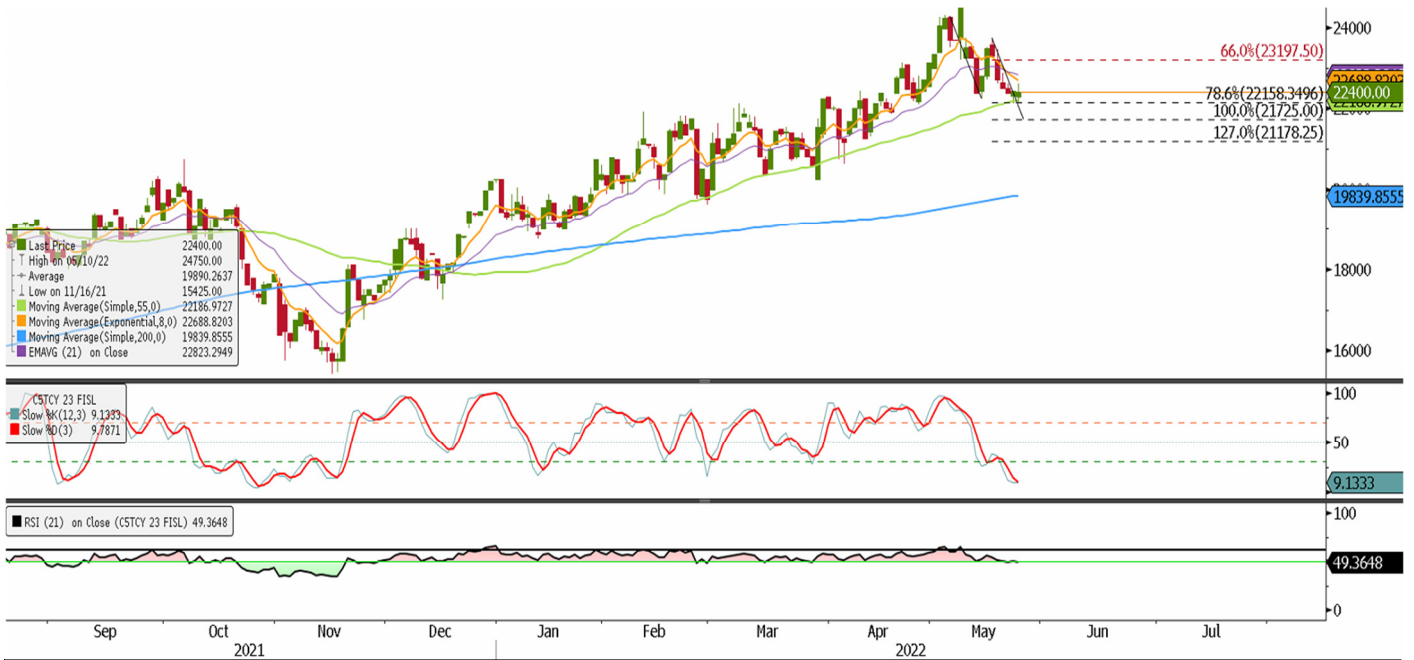 24000
66.0%(23197.50)
22688.8203
78.6%(22158.3496)
22400.00
100.0%(21725.00)
127.0%(21178.25)
19839.8555
18000
16000
Last Price 22400.00
High on 05/10/22 24750.00
Average 19890.2637
Low on 11/16/21 15425.00
Moving Average(Simple,55,0) 22186.9727
Moving Average(Exponential,8,0) 22688.8203
Moving Average(Simple,200,0) 19839.8555
EMAVG (21) on Close 22823.2949
C5TCY 23 FISL
Slow %K(12,3) 9.1333
Slow %D(3) 9.7871
100
50
9.1333
RSI (21) on Close (C5TCY 23 FISL) 49.3648
100
49.3648
0
Sep Oct Nov Dec Jan Feb Mar Apr May Jun Jul
2021 2022